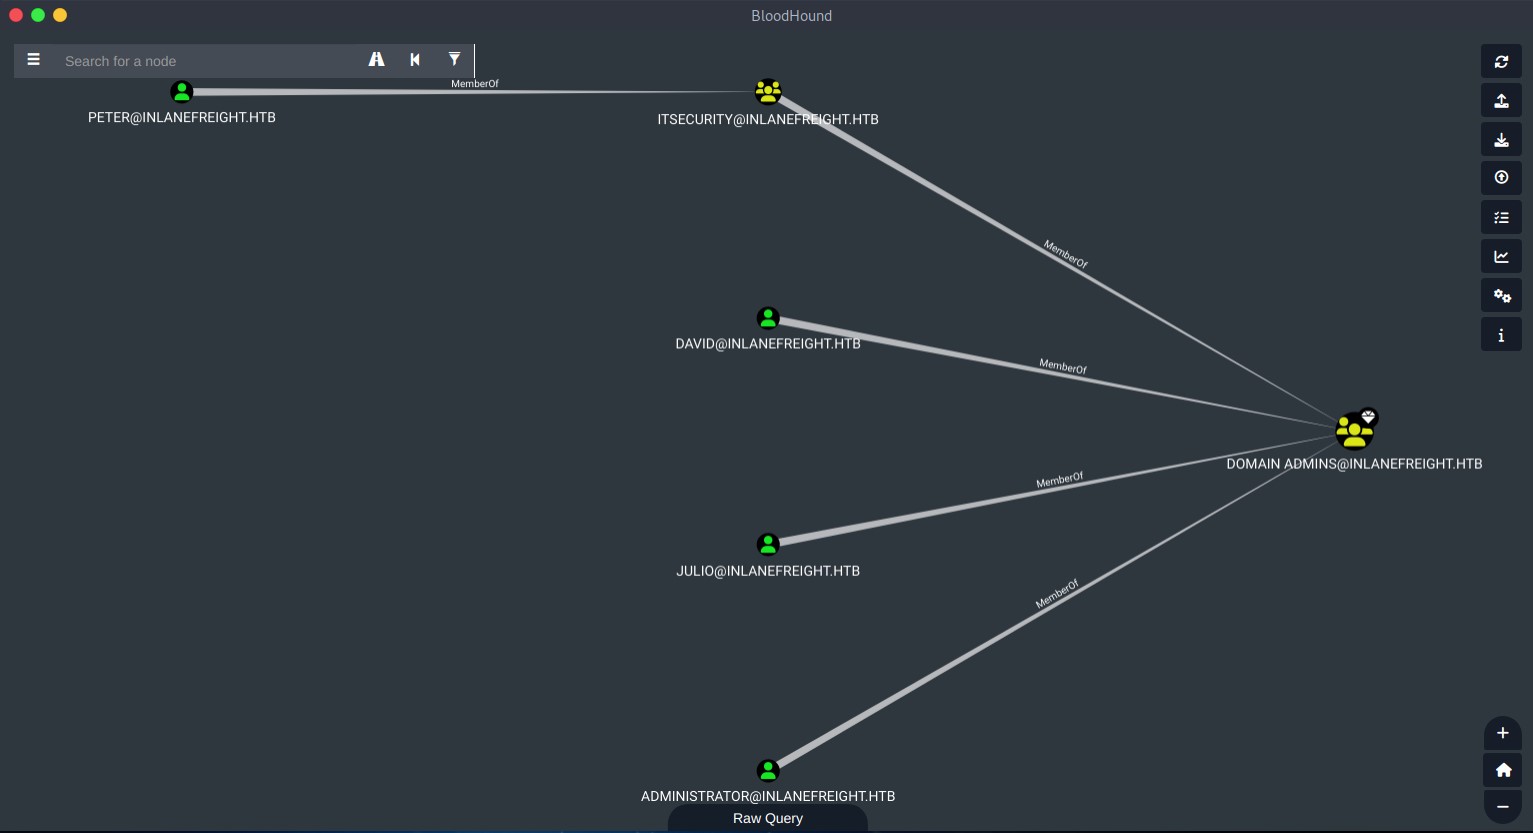 BloodHound
Search for a node
MemberOf
PETER@INLANEFREIGHT.HTB
ITSECURITY@INLANEFREIGHT.HTB
MemberOf
DAVID@INLANEFREIGHT.HTB
MemberOf
DOMAIN ADMINS@INLANEFREIGHT.HTB
MemberOf
JULIO@INLANEFREIGHT.HTB
MemberOf
ADMINISTRATOR@INLANEFREIGHT.HTB
Raw Query